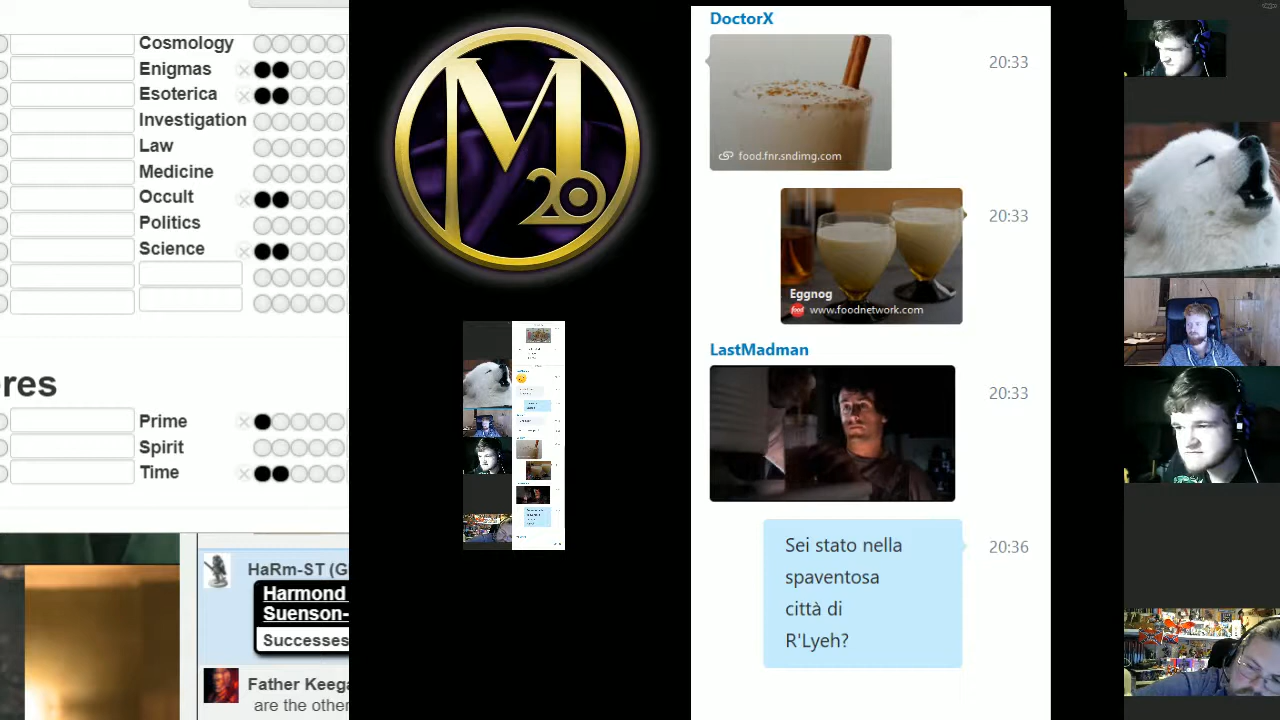 Cosmology
Enigmas
Esoterica
Investigation
Law
Medicine
Occult
Politics
Science
res
Prime
Spirit
Time
HaRm-ST (G
Harmond
Suenson-
Successes
Father Keega
are the other
M
20
DoctorX
20:33
food.fnr.sndimg.com
20:33
Eggnog
www.foodnetwork.com
LastMadman
20:33
Sei stato nella
spaventosa
città di
R'Lyeh?
20:36